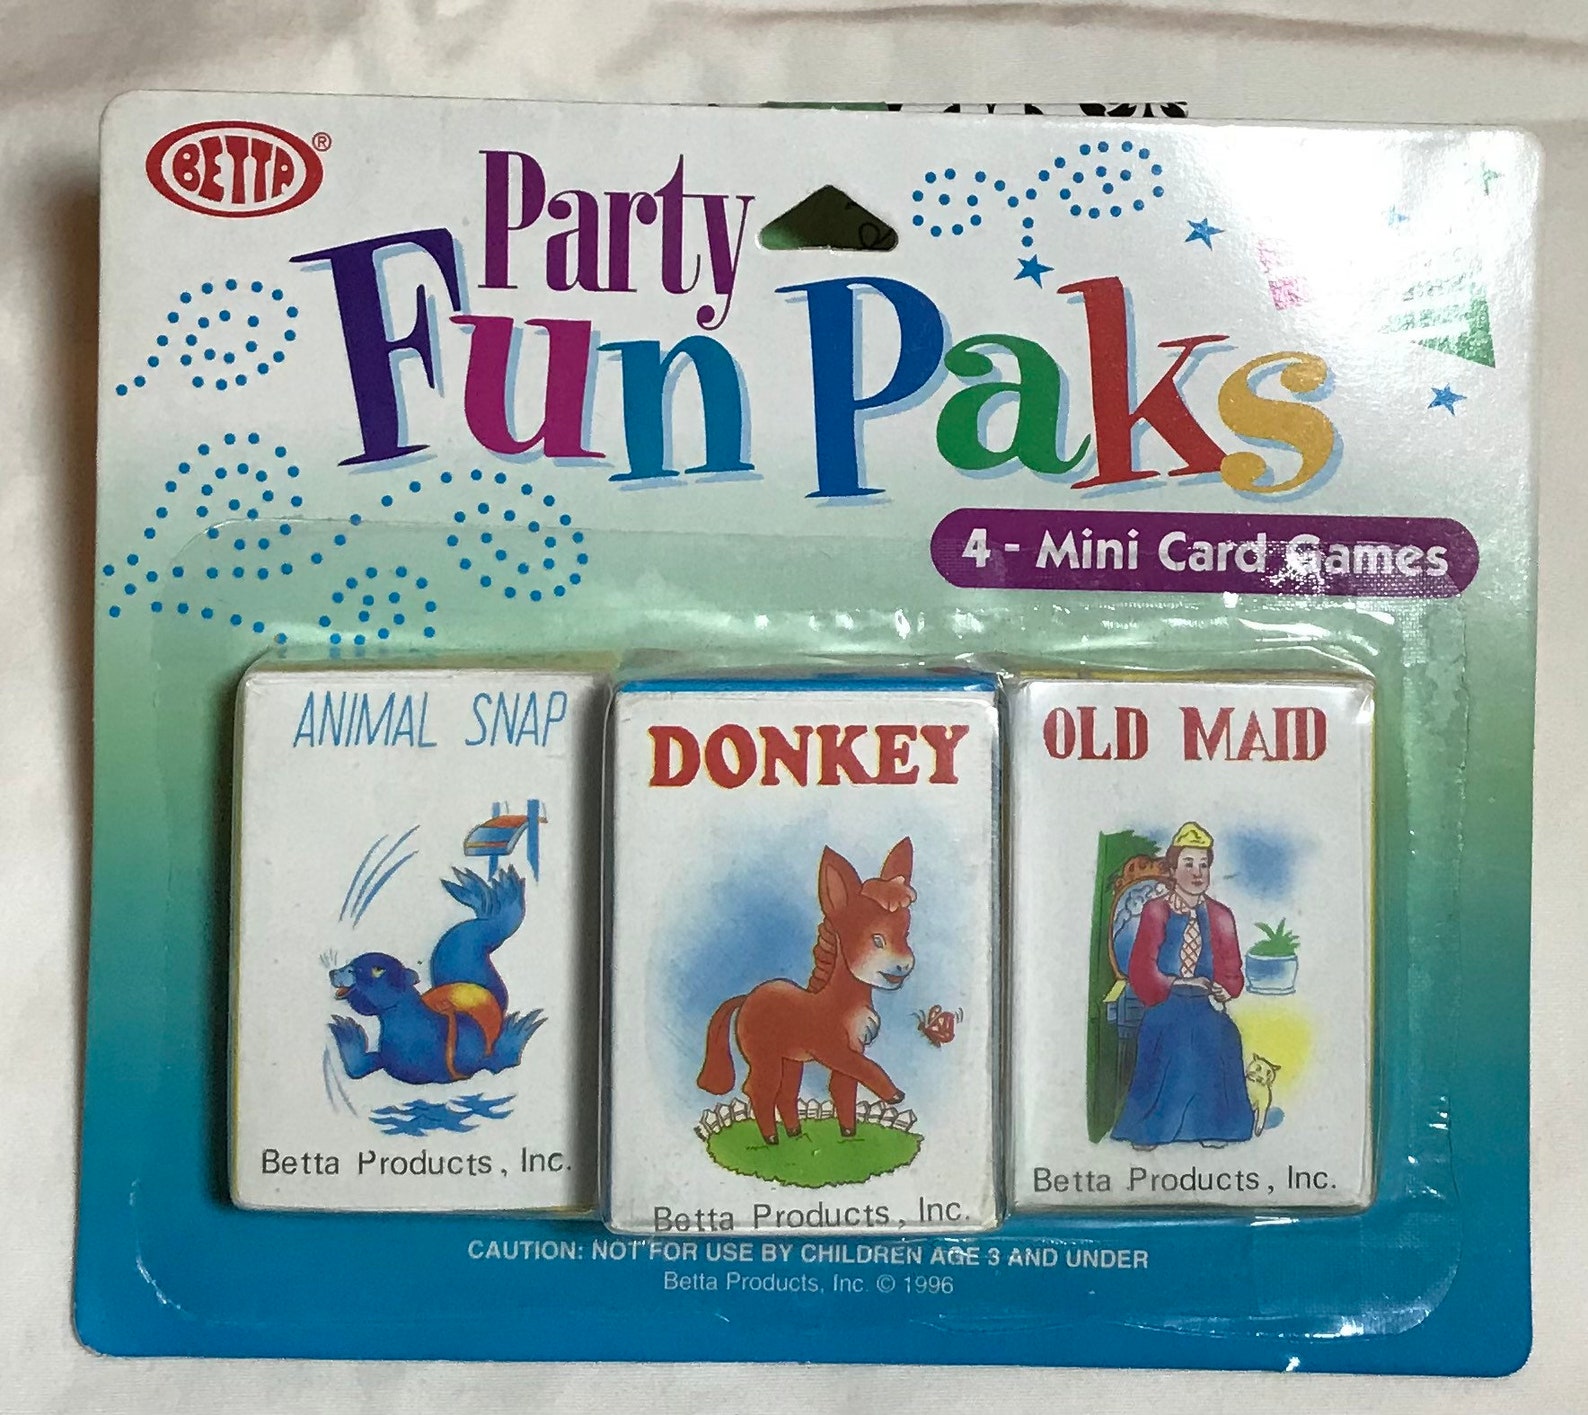 BETTA®
Party
Fun Paks
4 - Mini Card Games
ANIMAL SNAP
Betta Products, Inc.
DONKEY
Betta Products, Inc.
OLD MAID
Betta Products, Inc.
CAUTION: NOT FOR USE BY CHILDREN AGE 3 AND UNDER
Betta Products, Inc. © 1996